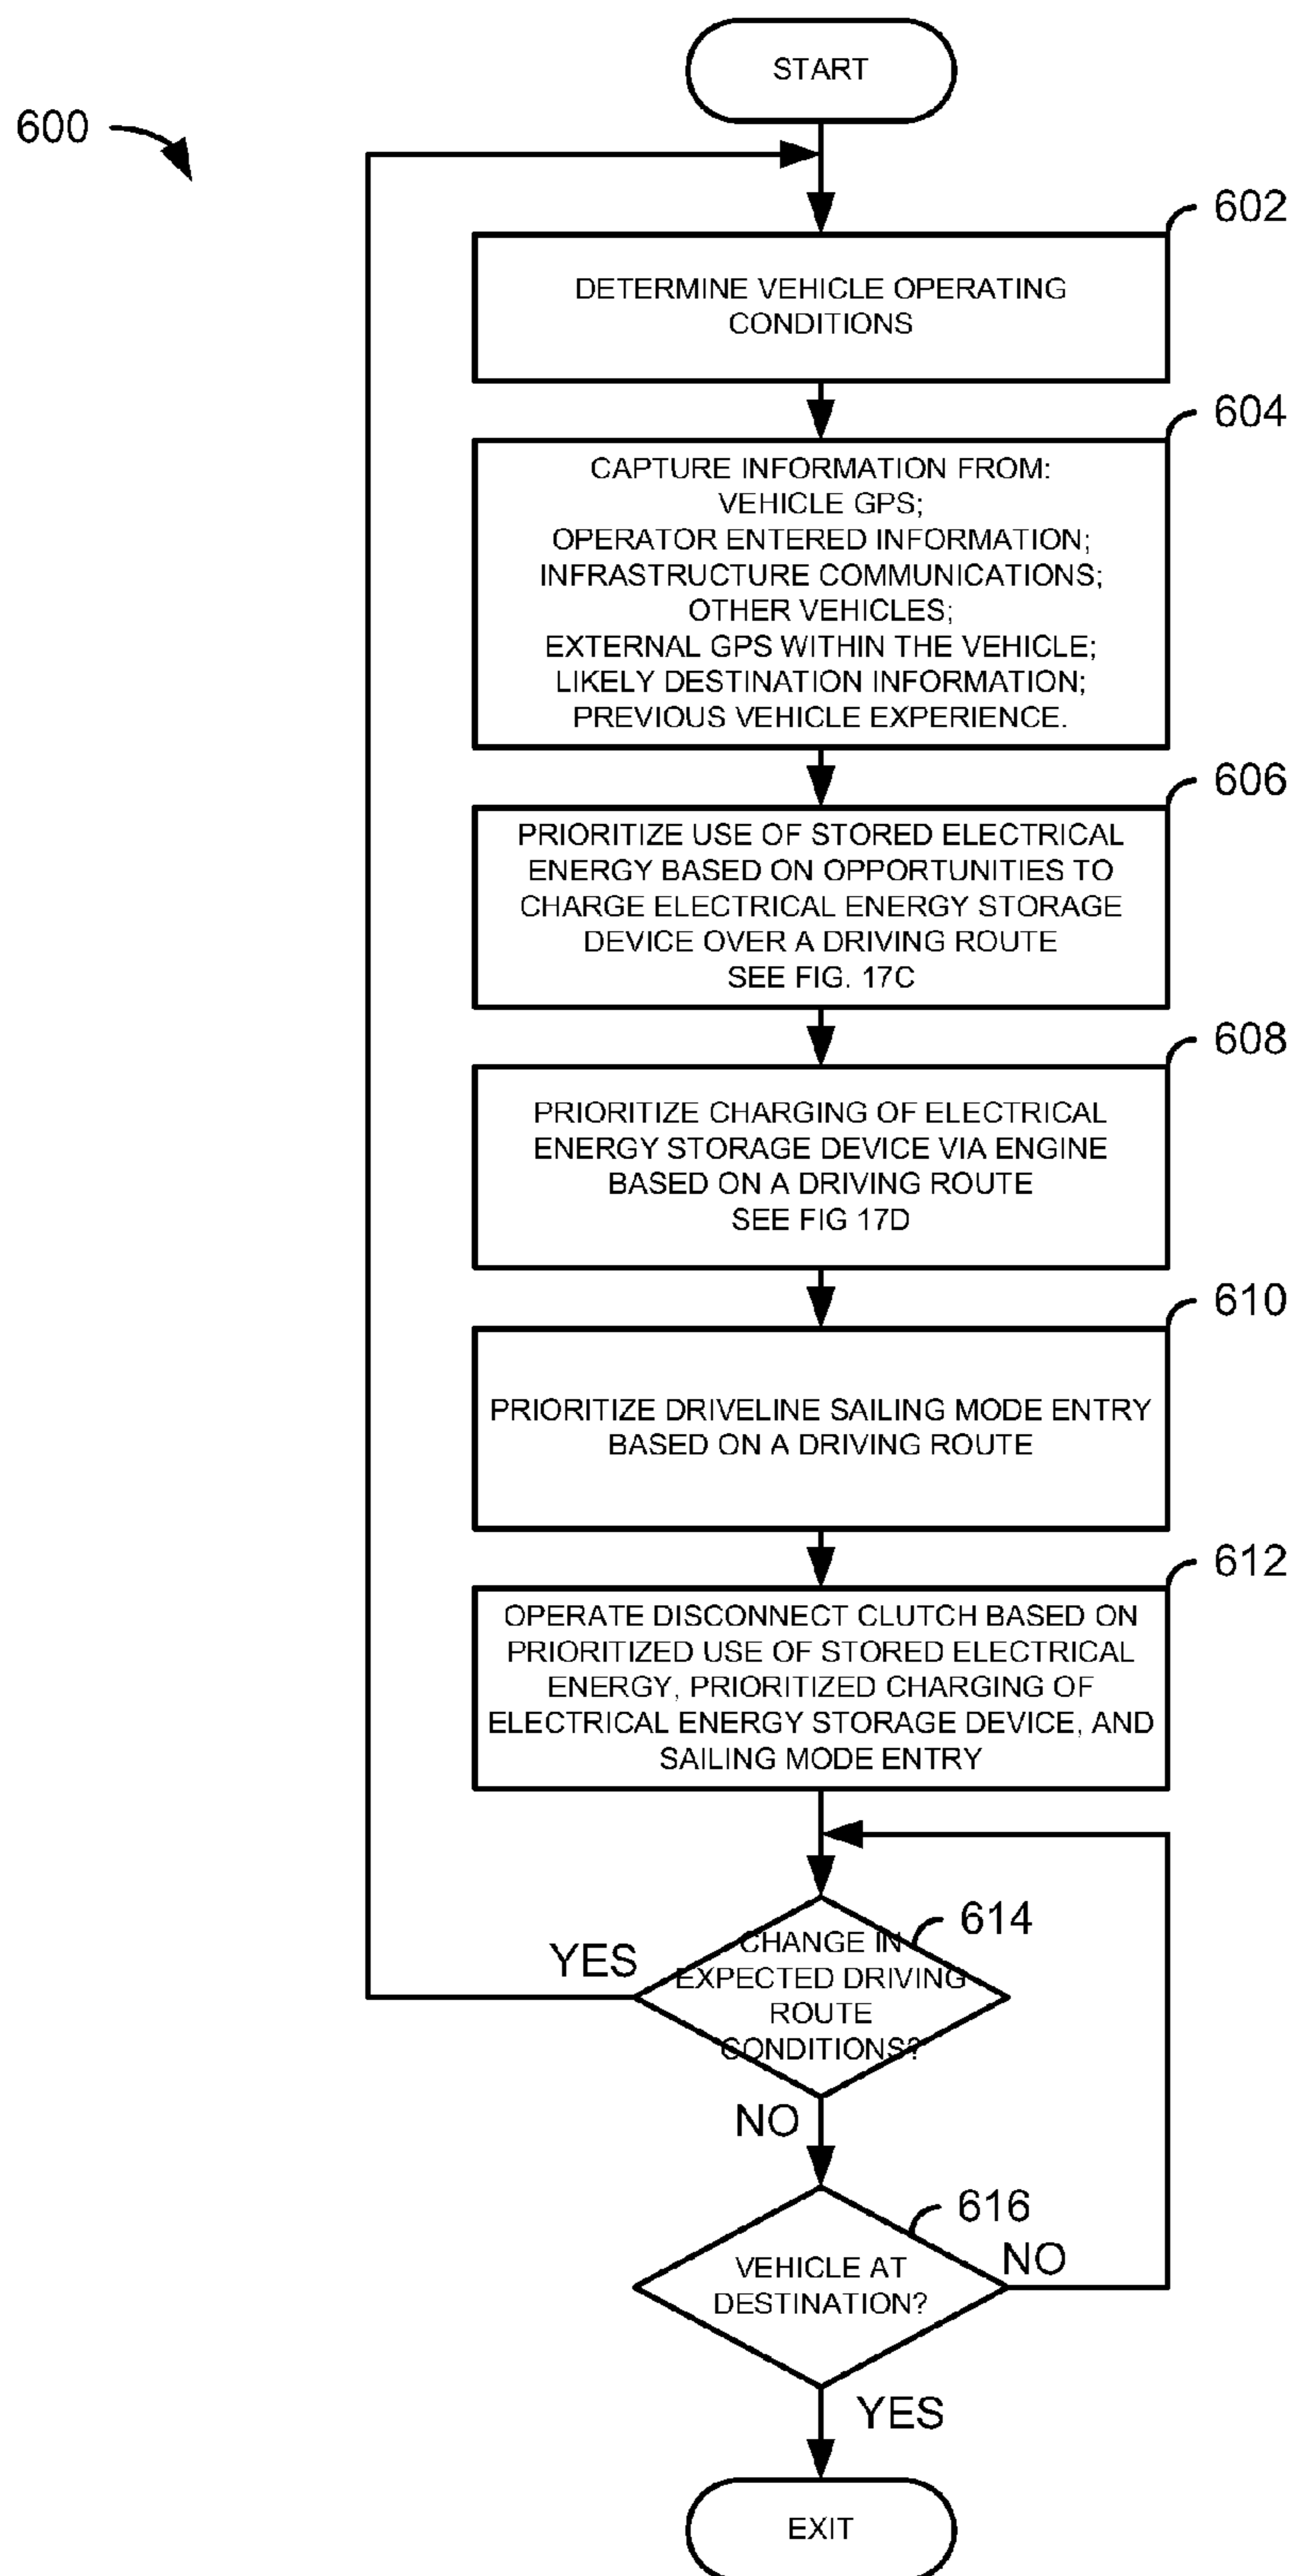 START
600
602
DETERMINE VEHICLE OPERATING
CONDITIONS
604
CAPTURE INFORMATION FROM:
VEHICLE GPS;
OPERATOR ENTERED INFORMATION;
INFRASTRUCTURE COMMUNICATIONS;
OTHER VEHICLES;
EXTERNAL GPS WITHIN THE VEHICLE;
LIKELY DESTINATION INFORMATION;
PREVIOUS VEHICLE EXPERIENCE.
606
PRIORITIZE USE OF STORED ELECTRICAL
ENERGY BASED ON OPPORTUNITIES TO
CHARGE ELECTRICAL ENERGY STORAGE
DEVICE OVER A DRIVING ROUTE
SEE FIG. 17C
608
PRIORITIZE CHARGING OF ELECTRICAL
ENERGY STORAGE DEVICE VIA ENGINE
BASED ON A DRIVING ROUTE
SEE FIG 17D
610
PRIORITIZE DRIVELINE SAILING MODE ENTRY
BASED ON A DRIVING ROUTE
612
OPERATE DISCONNECT CLUTCH BASED ON
PRIORITIZED USE OF STORED ELECTRICAL
ENERGY, PRIORITIZED CHARGING OF
ELECTRICAL ENERGY STORAGE DEVICE, AND
SAILING MODE ENTRY
614
YES
CHANGE IN
EXPECTED DRIVING
ROUTE
CONDITIONS?
NO
616
NO
VEHICLE AT
DESTINATION?
YES
EXIT